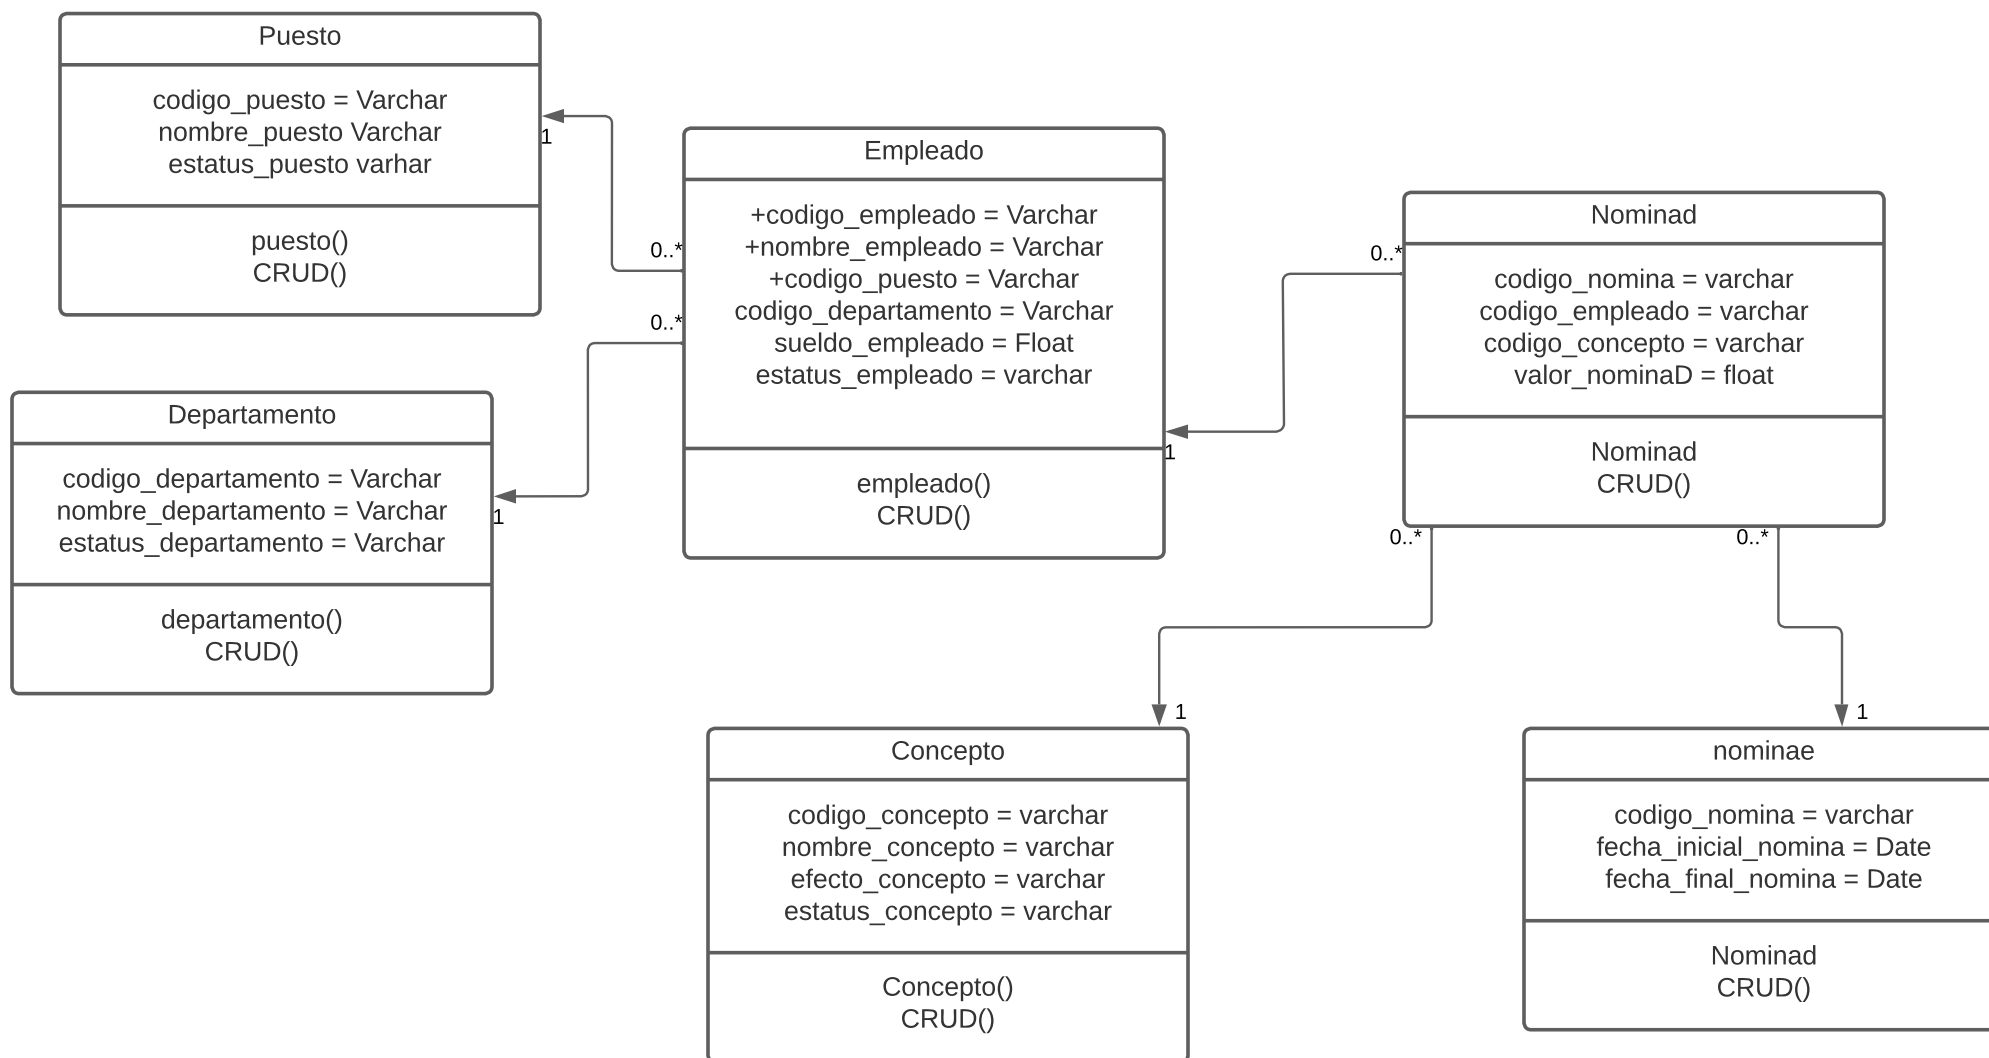 Puesto
codigo_puesto = Varchar
nombre_puesto Varchar
estatus_puesto varhar
puesto()
CRUD()
1
0..*
0..*
Departamento
codigo_departamento = Varchar
nombre_departamento = Varchar
estatus_departamento = Varchar
departamento()
CRUD()
1
Empleado
+codigo_empleado = Varchar
+nombre_empleado = Varchar
+codigo_puesto = Varchar
codigo_departamento = Varchar
sueldo_empleado = Float
estatus_empleado = varchar
empleado()
CRUD()
1
0..*
Nominad
codigo_nomina = varchar
codigo_empleado = varchar
codigo_concepto = varchar
valor_nominaD = float
Nominad
CRUD()
0..*
0..*
1
Concepto
codigo_concepto = varchar
nombre_concepto = varchar
efecto_concepto = varchar
estatus_concepto = varchar
Concepto()
CRUD()
1
nominae
codigo_nomina = varchar
fecha_inicial_nomina = Date
fecha_final_nomina = Date
Nominad
CRUD()